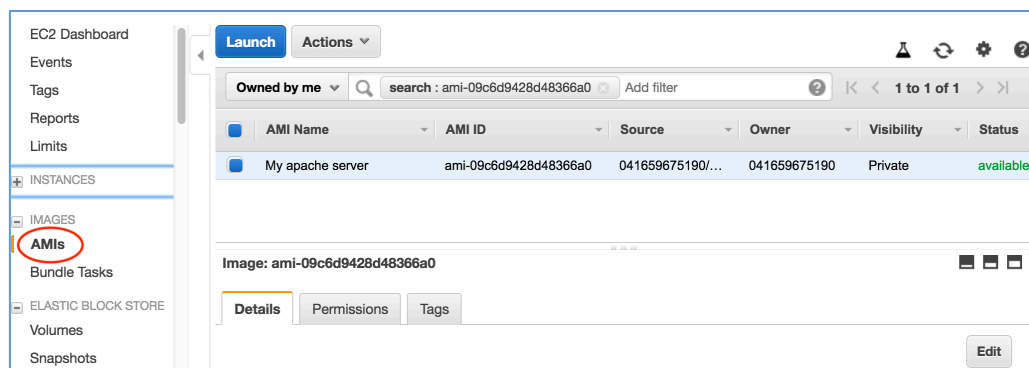 EC2 Dashboard
Events
Tags
Reports
Limits
INSTANCES
IMAGES
AMIs
Bundle Tasks
ELASTIC BLOCK STORE
Volumes
Snapshots
Launch Actions
Owned by me search : ami-09c6d9428d48366a0 Add filter 1 to 1 of 1
AMI Name AMI ID Source Owner Visibility Status
My apache server ami-09c6d9428d48366a0 041659675190/... 041659675190 Private available
Image: ami-09c6d9428d48366a0
Details Permissions Tags
Edit